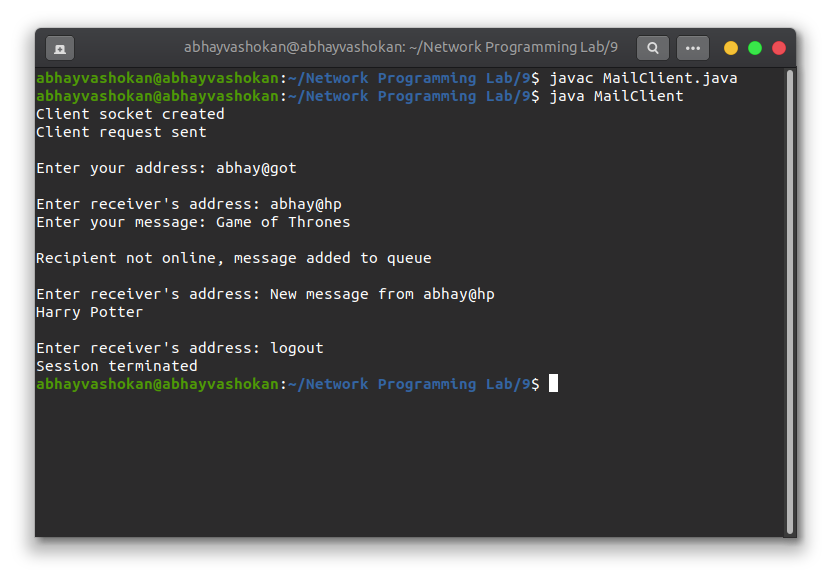 abhayvashokan@abhayvashokan: ~/Network Programming Lab/9
abhayvashokan@abhayvashokan:~/Network Programming Lab/9$ javac MailClient.java
abhayvashokan@abhayvashokan:~/Network Programming Lab/9$ java MailClient
Client socket created
Client request sent
Enter your address: abhay@got
Enter receiver's address: abhay@hp
Enter your message: Game of Thrones
Recipient not online, message added to queue
Enter receiver's address: New message from abhay@hp
Harry Potter
Enter receiver's address: logout
Session terminated
abhayvashokan@abhayvashokan:~/Network Programming Lab/9$